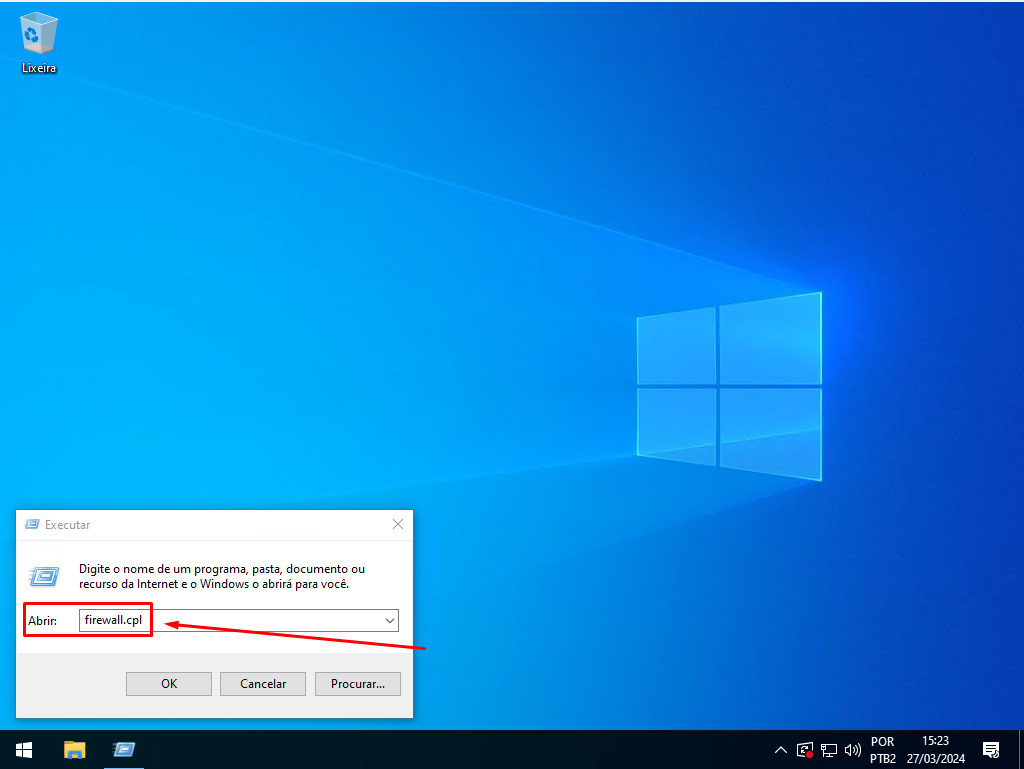 Lixeira
Executar
Digite o nome de um programa, pasta, documento ou
recurso da Internet e o Windows o abrirá para você.
Abrir: firewall.cpl
OK Cancelar Procurar...
POR 15:23
PTB2 27/03/2024